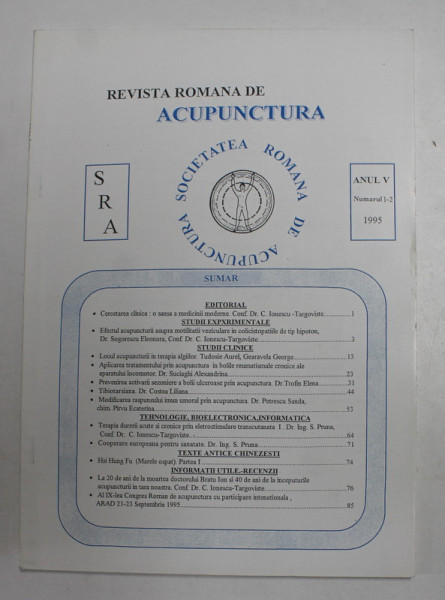 REVISTA ROMANA DE
ACUPUNCTURA
SOCIETATEA ROMANA DE ACUPUNCTURA
S
R
A
ANUL V
Numarul 1-2
1995
SUMAR
EDITORIAL
• Cercetarea clinica : o sansa a medicinii moderne. Conf. Dr. C. Ionescu -Targoviste..............1
STUDII EXPXRIMENTALE
• Efectul acupuncturii asupra motilitatii veziculare in colicistopatiile de tip hipoton,
Dr. Sogorescu Eleonora, Conf. Dr. C. Ionescu-Targoviste..............3
STUDII CLINICE
• Locul acupuncturii in terapia algiilor. Tudosie Aurel, Gearavela George..............13
• Aplicarea tratamentului prin acupunctura in bolile reumatismale cronice ale
aparatului locomotor. Dr. Suciaghi Alexandrina..............23
• Prevenirea activarii sezoniere a bolii ulceroase prin acupunctura. Dr Trofin Elena..............31
• Tibiotarsiana. Dr. Costea Liliana..............44
• Modificarea raspunsului imun umoral prin acupunctura. Dr. Petrescu Sanda,
chim. Pirvu Ecaterina..............53
TEHNOLOGIE, BIOELECTRONICA,INFORMATICA
• Terapia durerii acute si cronice prin eletrostimulare transcutanata I . Dr Ing. S. Pruna,
Conf. Dr. C. Ionescu-Targoviste..............64
• Cooperare europeana pentru sanatate. Dr Ing. S. Pruna..............71
TEXTE ANTICE CHINEZESTI
• Hui Hung Fu (Marele esput). Partea I..............74
INFORMATII UTILE,-RECENZII
• La 20 de ani de la moartea doctorului Bratu Ion si 40 de ani de la inceputurile
acupuncturii in tara noastra. Conf. Dr. C. Ionescu-Targoviste..............76
• Al IX-lea Congres Roman de acupunctura cu participare intenationala ,
ARAD 21-23 Septembrie 1995..............85